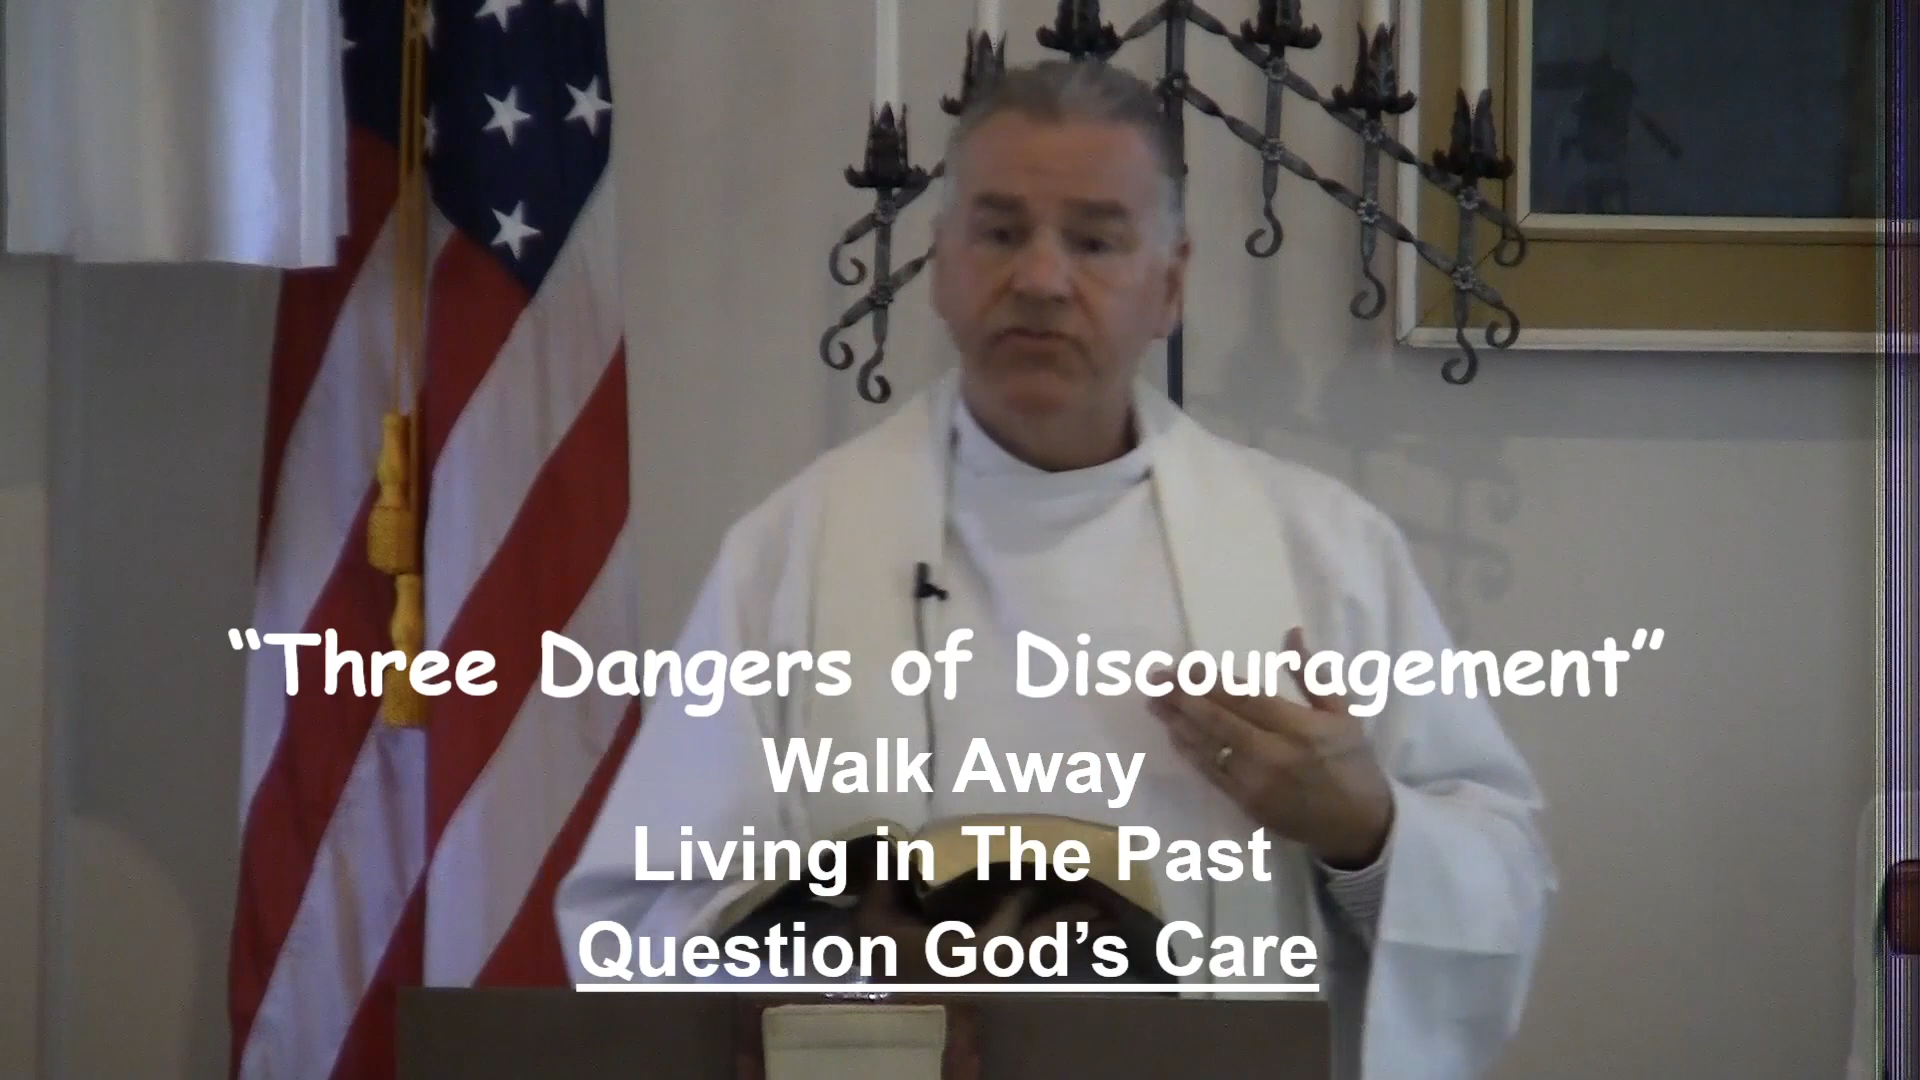 “Three Dangers of Discouragement”
Walk Away
Living in The Past
Question God’s Care